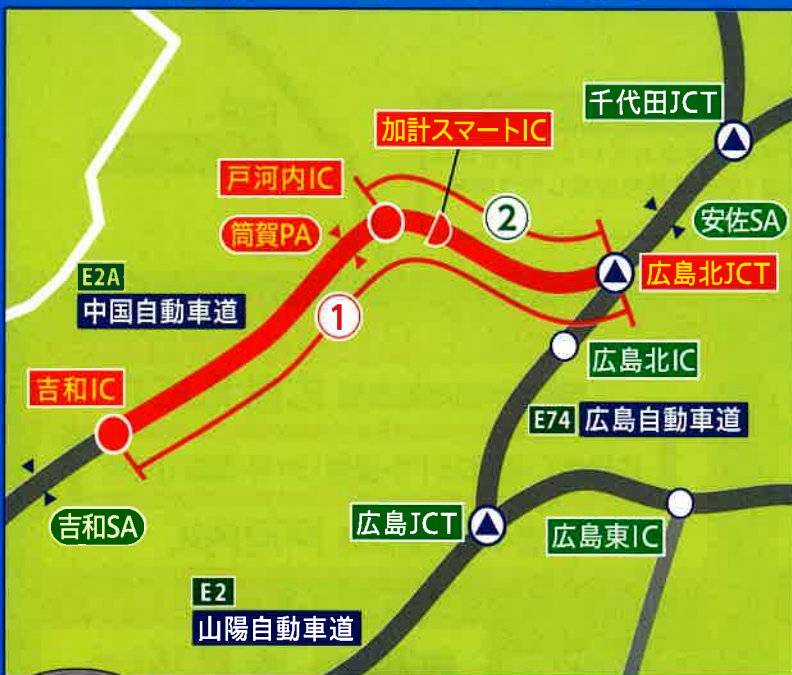 千代田JCT
加計スマートIC
戸河内IC
2
安佐SA
筒賀PA
広島北JCT
E2A
中国自動車道
1
広島北IC
吉和IC
E74 広島自動車道
吉和SA
広島JCT
広島東IC
E2
山陽自動車道